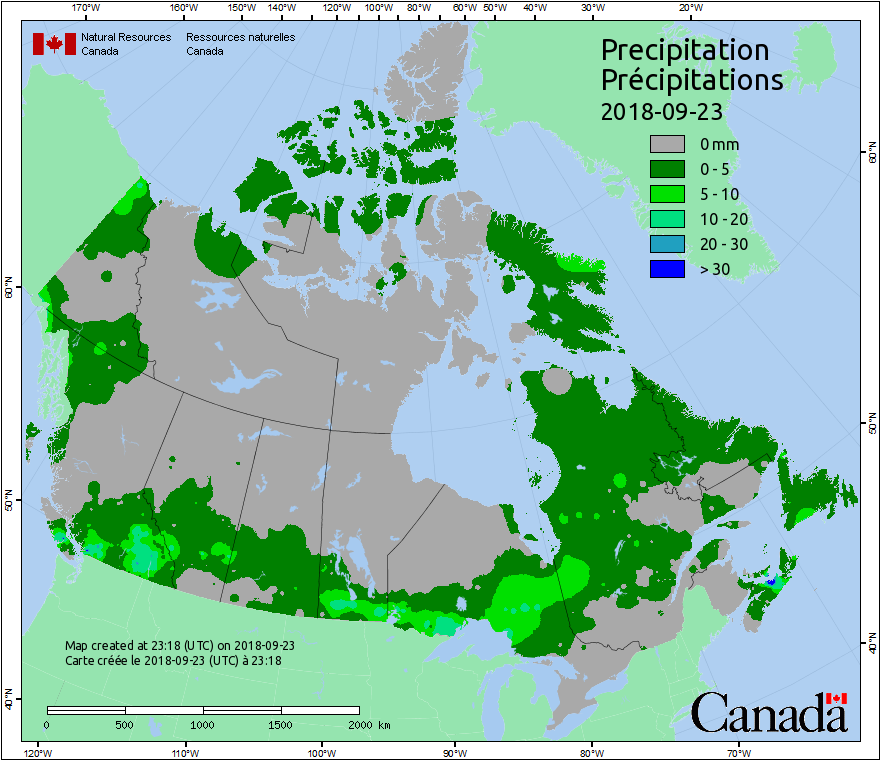 170°W 160°W 150°W 140°W 130°W 120°W 110°W 100°W 90°W 80°W 60°W 50°W 40°W 30°W 20°W
Natural Resources Ressources naturelles
Canada Canada
Precipitation
Précipitations
2018-09-23
0 mm
0 - 5
5 - 10
10 - 20
20 - 30
> 30
60°N
60°N
50°N
50°N
40°N
40°N
Map created at 23:18 (UTC) on 2018-09-23
Carte créée le 2018-09-23 (UTC) à 23:18
0 500 1000 1500 2000 km
Canada
120°W 110°W 100°W 90°W 80°W 70°W